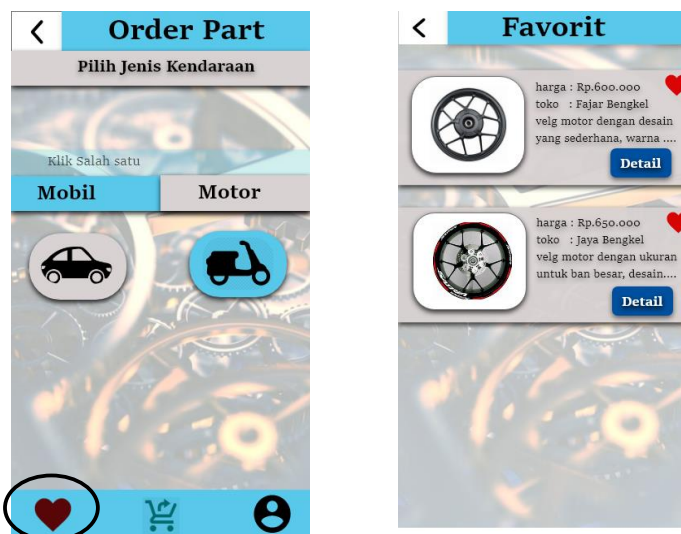 Order Part
Pilih Jenis Kendaraan
Klik Salah satu
Mobil Motor
Favorit
harga : Rp.600.000
toko : Fajar Bengkel
velg motor dengan desain
yang sederhana, warna ....
Detail
harga : Rp.650.000
toko : Jaya Bengkel
velg motor dengan ukuran
untuk ban besar, desain....
Detail